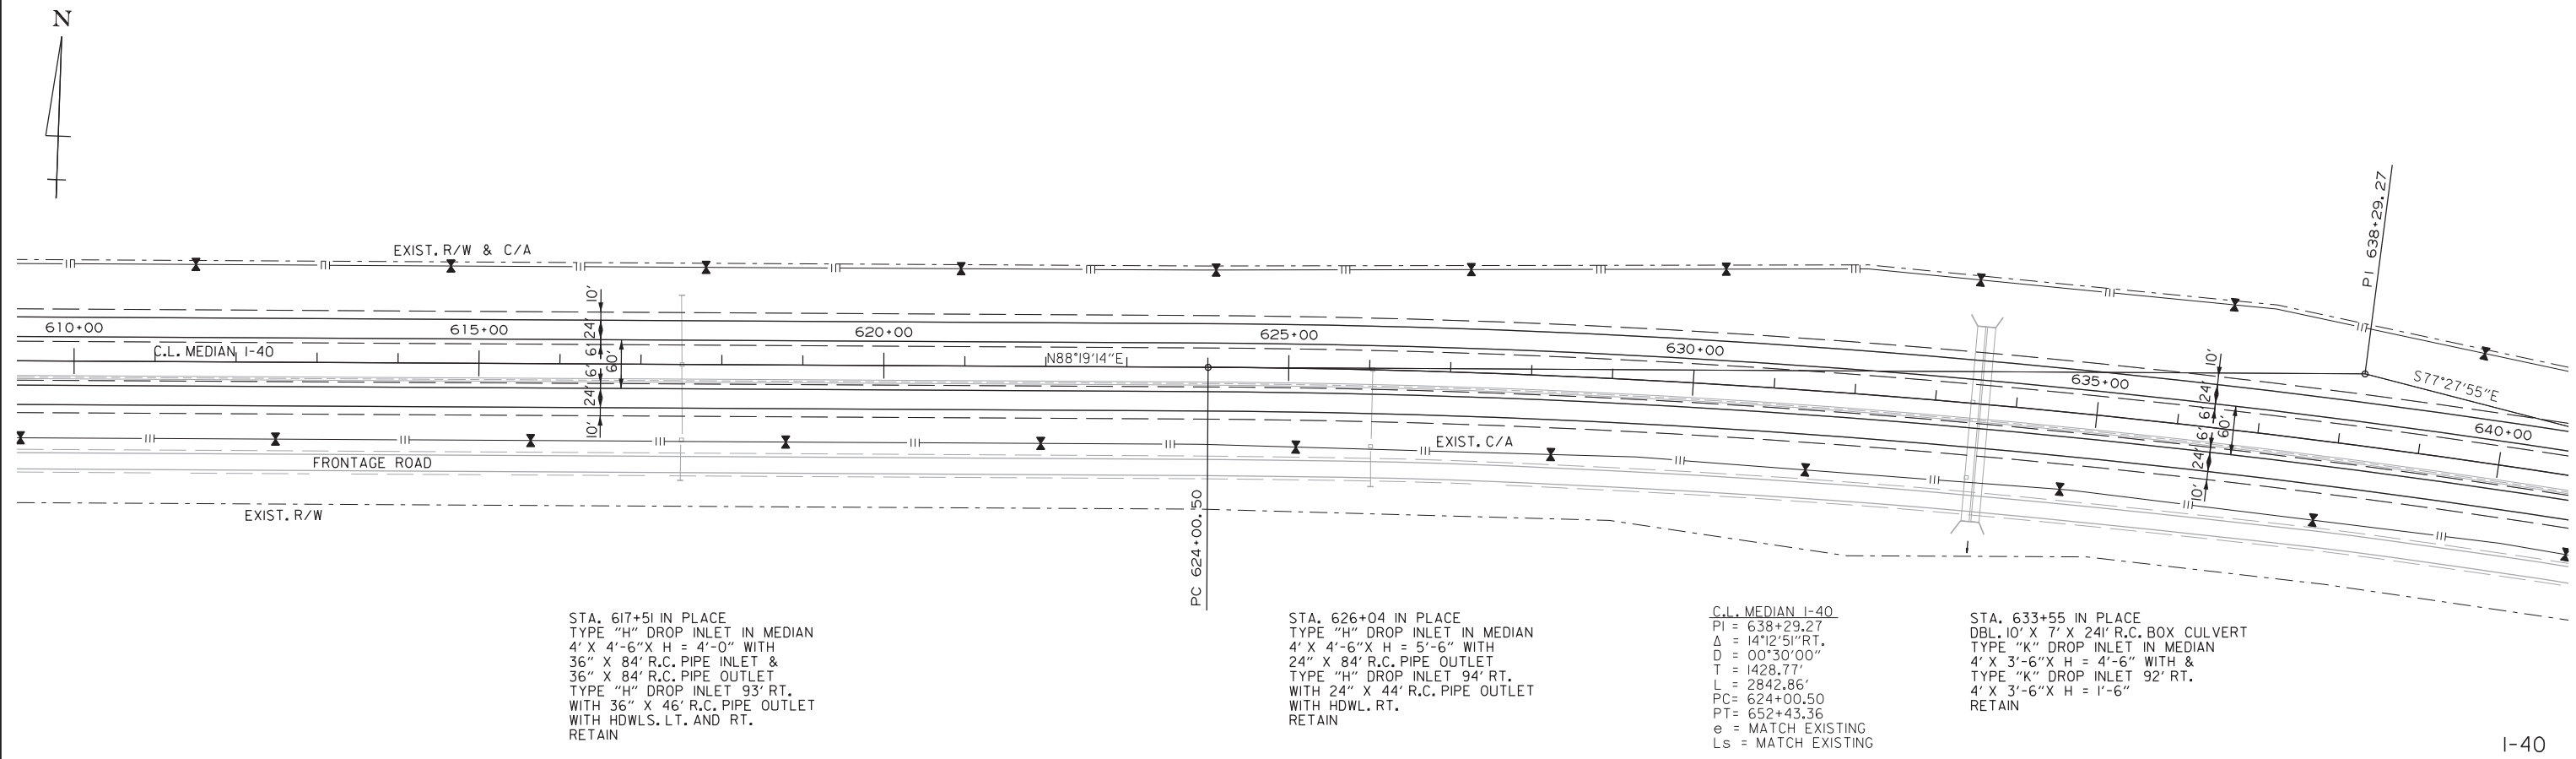 N
EXIST. R/W & C/A
PI 638+29.27
610+00
615+00
620+00
625+00
630+00
635+00
640+00
C.L. MEDIAN I-40
N88°19'14"E
S77°27'55"E
10'
24'
6'
60'
6'
24'
10'
10'
24'
6'
60'
6'
24'
10'
EXIST. C/A
FRONTAGE ROAD
EXIST. R/W
PC 624+00.50
STA. 617+51 IN PLACE
TYPE "H" DROP INLET IN MEDIAN
4' X 4'-6"X H = 4'-0" WITH
36" X 84' R.C. PIPE INLET &
36" X 84' R.C. PIPE OUTLET
TYPE "H" DROP INLET 93' RT.
WITH 36" X 46' R.C. PIPE OUTLET
WITH HDWLS. LT. AND RT.
RETAIN
STA. 626+04 IN PLACE
TYPE "H" DROP INLET IN MEDIAN
4' X 4'-6"X H = 5'-6" WITH
24" X 84' R.C. PIPE OUTLET
TYPE "H" DROP INLET 94' RT.
WITH 24" X 44' R.C. PIPE OUTLET
WITH HDWL. RT.
RETAIN
C.L. MEDIAN I-40
PI = 638+29.27
Δ = 14°12'51"RT.
D = 00°30'00"
T = 1428.77'
L = 2842.86'
PC= 624+00.50
PT= 652+43.36
e = MATCH EXISTING
Ls = MATCH EXISTING
STA. 633+55 IN PLACE
DBL. 10' X 7' X 241' R.C. BOX CULVERT
TYPE "K" DROP INLET IN MEDIAN
4' X 3'-6"X H = 4'-6" WITH &
TYPE "K" DROP INLET 92' RT.
4' X 3'-6"X H = 1'-6"
RETAIN
I-40